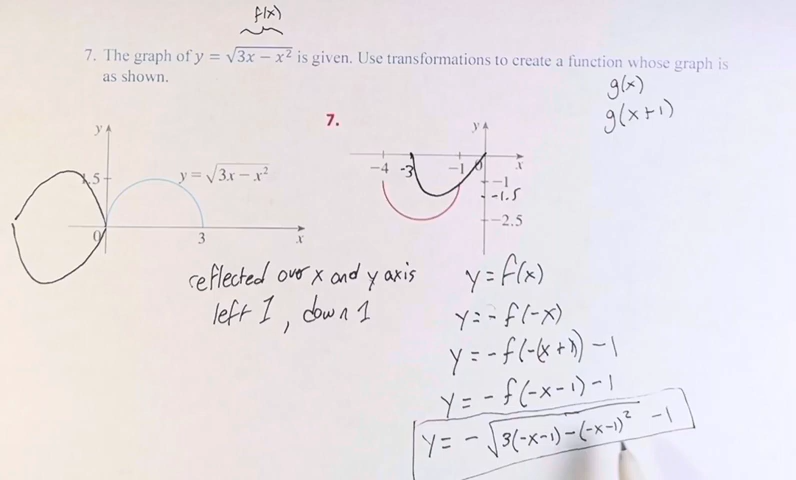 f(x)
7. The graph of y = √3x − x² is given. Use transformations to create a function whose graph is
as shown.
g(x)
g(x+1)
7.
y
1.5
y = √3x − x²
0
3
x
y
-4 -3 -1 0 x
-1
-1.5
-2.5
reflected over x and y axis
left 1, down 1
y = f(x)
y = - f(-x)
y = - f(-(x+1)) - 1
y = - f(-x-1) - 1
y = - √3(-x-1)-(-x-1)² - 1